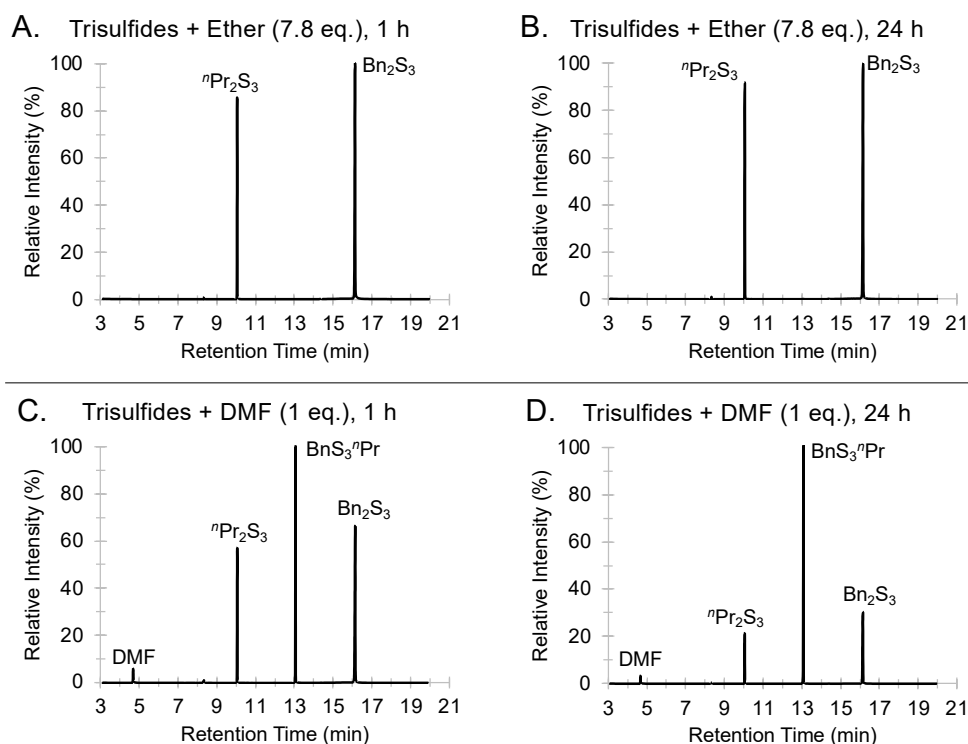 A. Trisulfides + Ether (7.8 eq.), 1 h
100
80
60
40
20
0
Relative Intensity (%)
ⁿPr₂S₃
Bn₂S₃
3 5 7 9 11 13 15 17 19 21
Retention Time (min)
B. Trisulfides + Ether (7.8 eq.), 24 h
100
80
60
40
20
0
Relative Intensity (%)
ⁿPr₂S₃
Bn₂S₃
3 5 7 9 11 13 15 17 19 21
Retention Time (min)
C. Trisulfides + DMF (1 eq.), 1 h
100
80
60
40
20
0
Relative Intensity (%)
DMF
ⁿPr₂S₃
BnS₃ⁿPr
Bn₂S₃
3 5 7 9 11 13 15 17 19 21
Retention Time (min)
D. Trisulfides + DMF (1 eq.), 24 h
100
80
60
40
20
0
Relative Intensity (%)
DMF
ⁿPr₂S₃
BnS₃ⁿPr
Bn₂S₃
3 5 7 9 11 13 15 17 19 21
Retention Time (min)